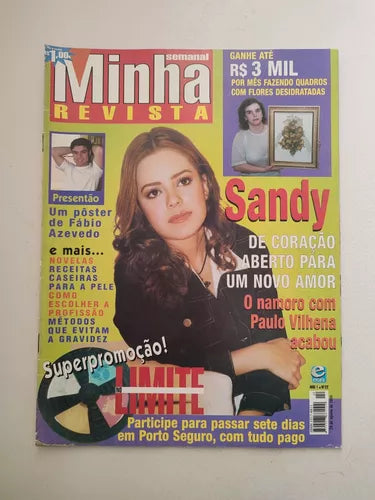 1,00
semanal
Minha
REVISTA
GANHE ATÉ
R$ 3 MIL
POR MÊS FAZENDO QUADROS
COM FLORES DESIDRATADAS
Presentão
Um pôster
de Fábio
Azevedo
e mais...
NOVELAS
RECEITAS
CASEIRAS
PARA A PELE
COMO
ESCOLHER A
PROFISSÃO
MÉTODOS
QUE EVITAM
A GRAVIDEZ
Sandy
DE CORAÇÃO
ABERTO PARA
UM NOVO AMOR
O namoro com
Paulo Vilhena
acabou
Superpromoção!
NO
LIMITE
Participe para passar sete dias
em Porto Seguro, com tudo pago